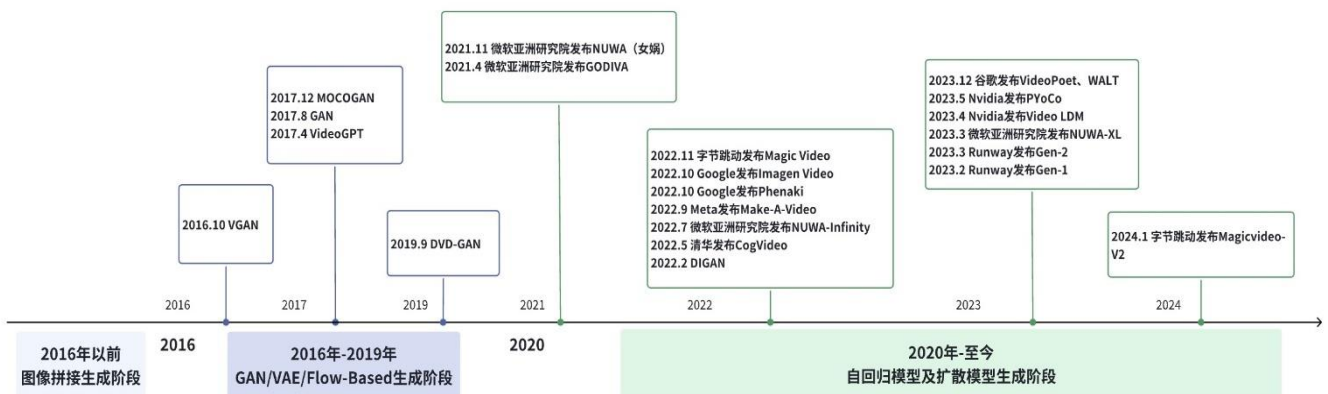 2021.11 微软亚洲研究院发布NUWA（女娲）
2021.4 微软亚洲研究院发布GODIVA
2017.12 MOCOGAN
2017.8 GAN
2017.4 VideoGPT
2023.12 谷歌发布VideoPoet、WALT
2023.5 Nvidia发布PYoCo
2023.4 Nvidia发布Video LDM
2023.3 微软亚洲研究院发布NUWA-XL
2023.3 Runway发布Gen-2
2023.2 Runway发布Gen-1
2022.11 字节跳动发布Magic Video
2022.10 Google发布Imagen Video
2022.10 Google发布Phenaki
2022.9 Meta发布Make-A-Video
2022.7 微软亚洲研究院发布NUWA-Infinity
2022.5 清华发布CogVideo
2022.2 DIGAN
2016.10 VGAN
2019.9 DVD-GAN
2024.1 字节跳动发布Magicvideo-
V2
2016
2017
2019
2021
2022
2023
2024
2016年以前
图像拼接生成阶段
2016
2016年-2019年
GAN/VAE/Flow-Based生成阶段
2020
2020年-至今
自回归模型及扩散模型生成阶段